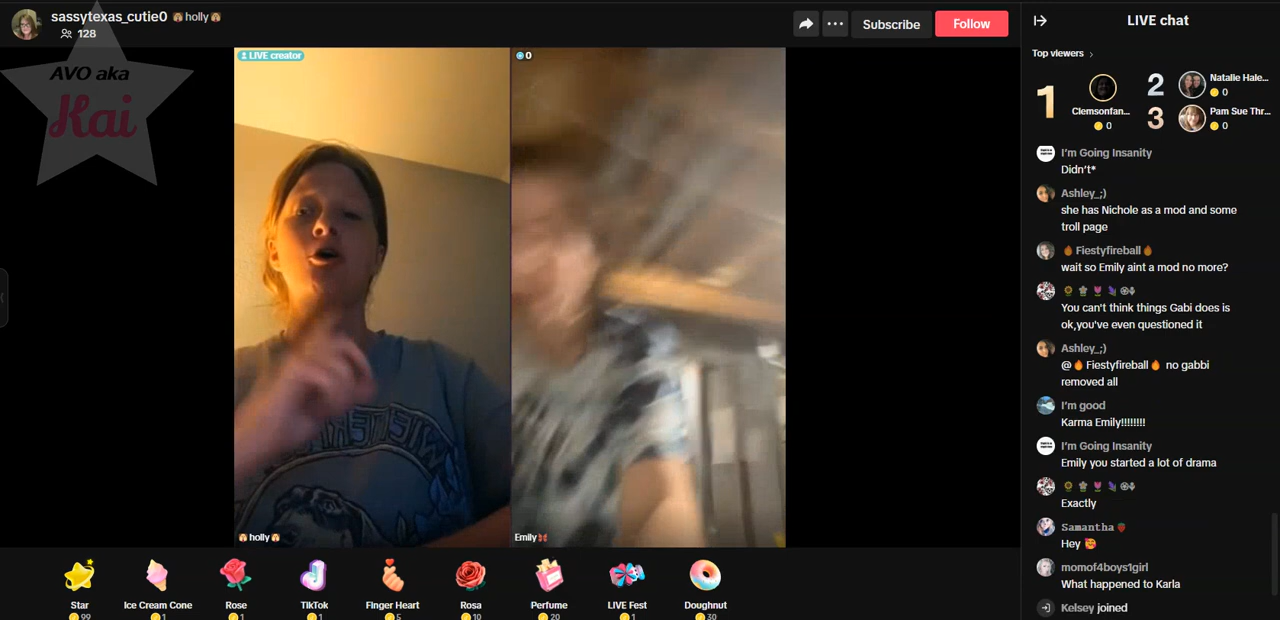 sassytexas_cutie0 🙈holly🙈
128
AVO aka
Kai
Subscribe
Follow
LIVE creator
0
🙈holly🙈
Emily🎀
Star
99
Ice Cream Cone
1
Rose
1
TikTok
1
Finger Heart
5
Rosa
10
Perfume
20
LIVE Fest
1
Doughnut
30
LIVE chat
Top viewers
1
Clemsonfan...
0
2
Natalie Hale...
0
3
Pam Sue Thr...
0
I'm Going Insanity
Didn't*
Ashley_;)
she has Nichole as a mod and some
troll page
🔥 Fiestyfireball 🔥
wait so Emily aint a mod no more?
You can't think things Gabi does is
ok,you've even questioned it
Ashley_;)
@🔥 Fiestyfireball 🔥 no gabbi
removed all
I'm good
Karma Emily!!!!!!!!
I'm Going Insanity
Emily you started a lot of drama
Exactly
Samantha🍓
Hey 🥰
momof4boys1girl
What happened to Karla
Kelsey joined